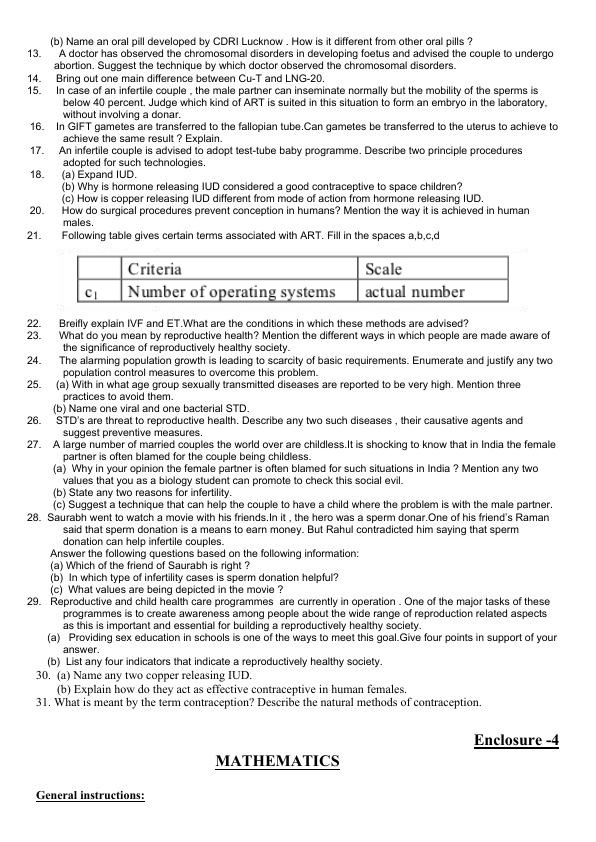 (b) Name an oral pill developed by CDRI Lucknow . How is it different from other oral pills ?
13. A doctor has observed the chromosomal disorders in developing foetus and advised the couple to undergo
abortion. Suggest the technique by which doctor observed the chromosomal disorders.
14. Bring out one main difference between Cu-T and LNG-20.
15. In case of an infertile couple , the male partner can inseminate normally but the mobility of the sperms is
below 40 percent. Judge which kind of ART is suited in this situation to form an embryo in the laboratory,
without involving a donar.
16. In GIFT gametes are transferred to the fallopian tube.Can gametes be transferred to the uterus to achieve to
achieve the same result ? Explain.
17. An infertile couple is advised to adopt test-tube baby programme. Describe two principle procedures
adopted for such technologies.
18. (a) Expand IUD.
(b) Why is hormone releasing IUD considered a good contraceptive to space children?
(c) How is copper releasing IUD different from mode of action from hormone releasing IUD.
20. How do surgical procedures prevent conception in humans? Mention the way it is achieved in human
males.
21. Following table gives certain terms associated with ART. Fill in the spaces a,b,c,d
Criteria Scale
c1 Number of operating systems actual number
22. Breifly explain IVF and ET.What are the conditions in which these methods are advised?
23. What do you mean by reproductive health? Mention the different ways in which people are made aware of
the significance of reproductively healthy society.
24. The alarming population growth is leading to scarcity of basic requirements. Enumerate and justify any two
population control measures to overcome this problem.
25. (a) With in what age group sexually transmitted diseases are reported to be very high. Mention three
practices to avoid them.
(b) Name one viral and one bacterial STD.
26. STD's are threat to reproductive health. Describe any two such diseases , their causative agents and
suggest preventive measures.
27. A large number of married couples the world over are childless.It is shocking to know that in India the female
partner is often blamed for the couple being childless.
(a) Why in your opinion the female partner is often blamed for such situations in India ? Mention any two
values that you as a biology student can promote to check this social evil.
(b) State any two reasons for infertility.
(c) Suggest a technique that can help the couple to have a child where the problem is with the male partner.
28. Saurabh went to watch a movie with his friends.In it , the hero was a sperm donar.One of his friend's Raman
said that sperm donation is a means to earn money. But Rahul contradicted him saying that sperm
donation can help infertile couples.
Answer the following questions based on the following information:
(a) Which of the friend of Saurabh is right ?
(b) In which type of infertility cases is sperm donation helpful?
(c) What values are being depicted in the movie ?
29. Reproductive and child health care programmes are currently in operation . One of the major tasks of these
programmes is to create awareness among people about the wide range of reproduction related aspects
as this is important and essential for building a reproductively healthy society.
(a) Providing sex education in schools is one of the ways to meet this goal.Give four points in support of your
answer.
(b) List any four indicators that indicate a reproductively healthy society.
30. (a) Name any two copper releasing IUD.
(b) Explain how do they act as effective contraceptive in human females.
31. What is meant by the term contraception? Describe the natural methods of contraception.
Enclosure -4
MATHEMATICS
General instructions: